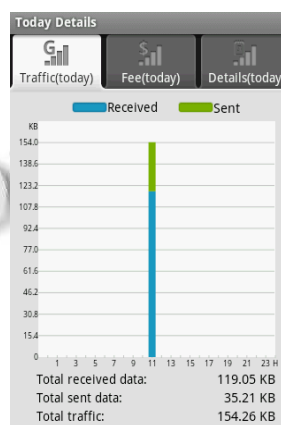 Today Details
G
$
Traffic(today)
Fee(today)
Details(today
Received
Sent
KB
154.0
138.6
123.2
107.8
92.4
77.0
61.6
46.2
30.8
15.4
0
1 3 5 7 9 11 13 15 17 19 21 23 H
Total received data: 119.05 KB
Total sent data: 35.21 KB
Total traffic: 154.26 KB